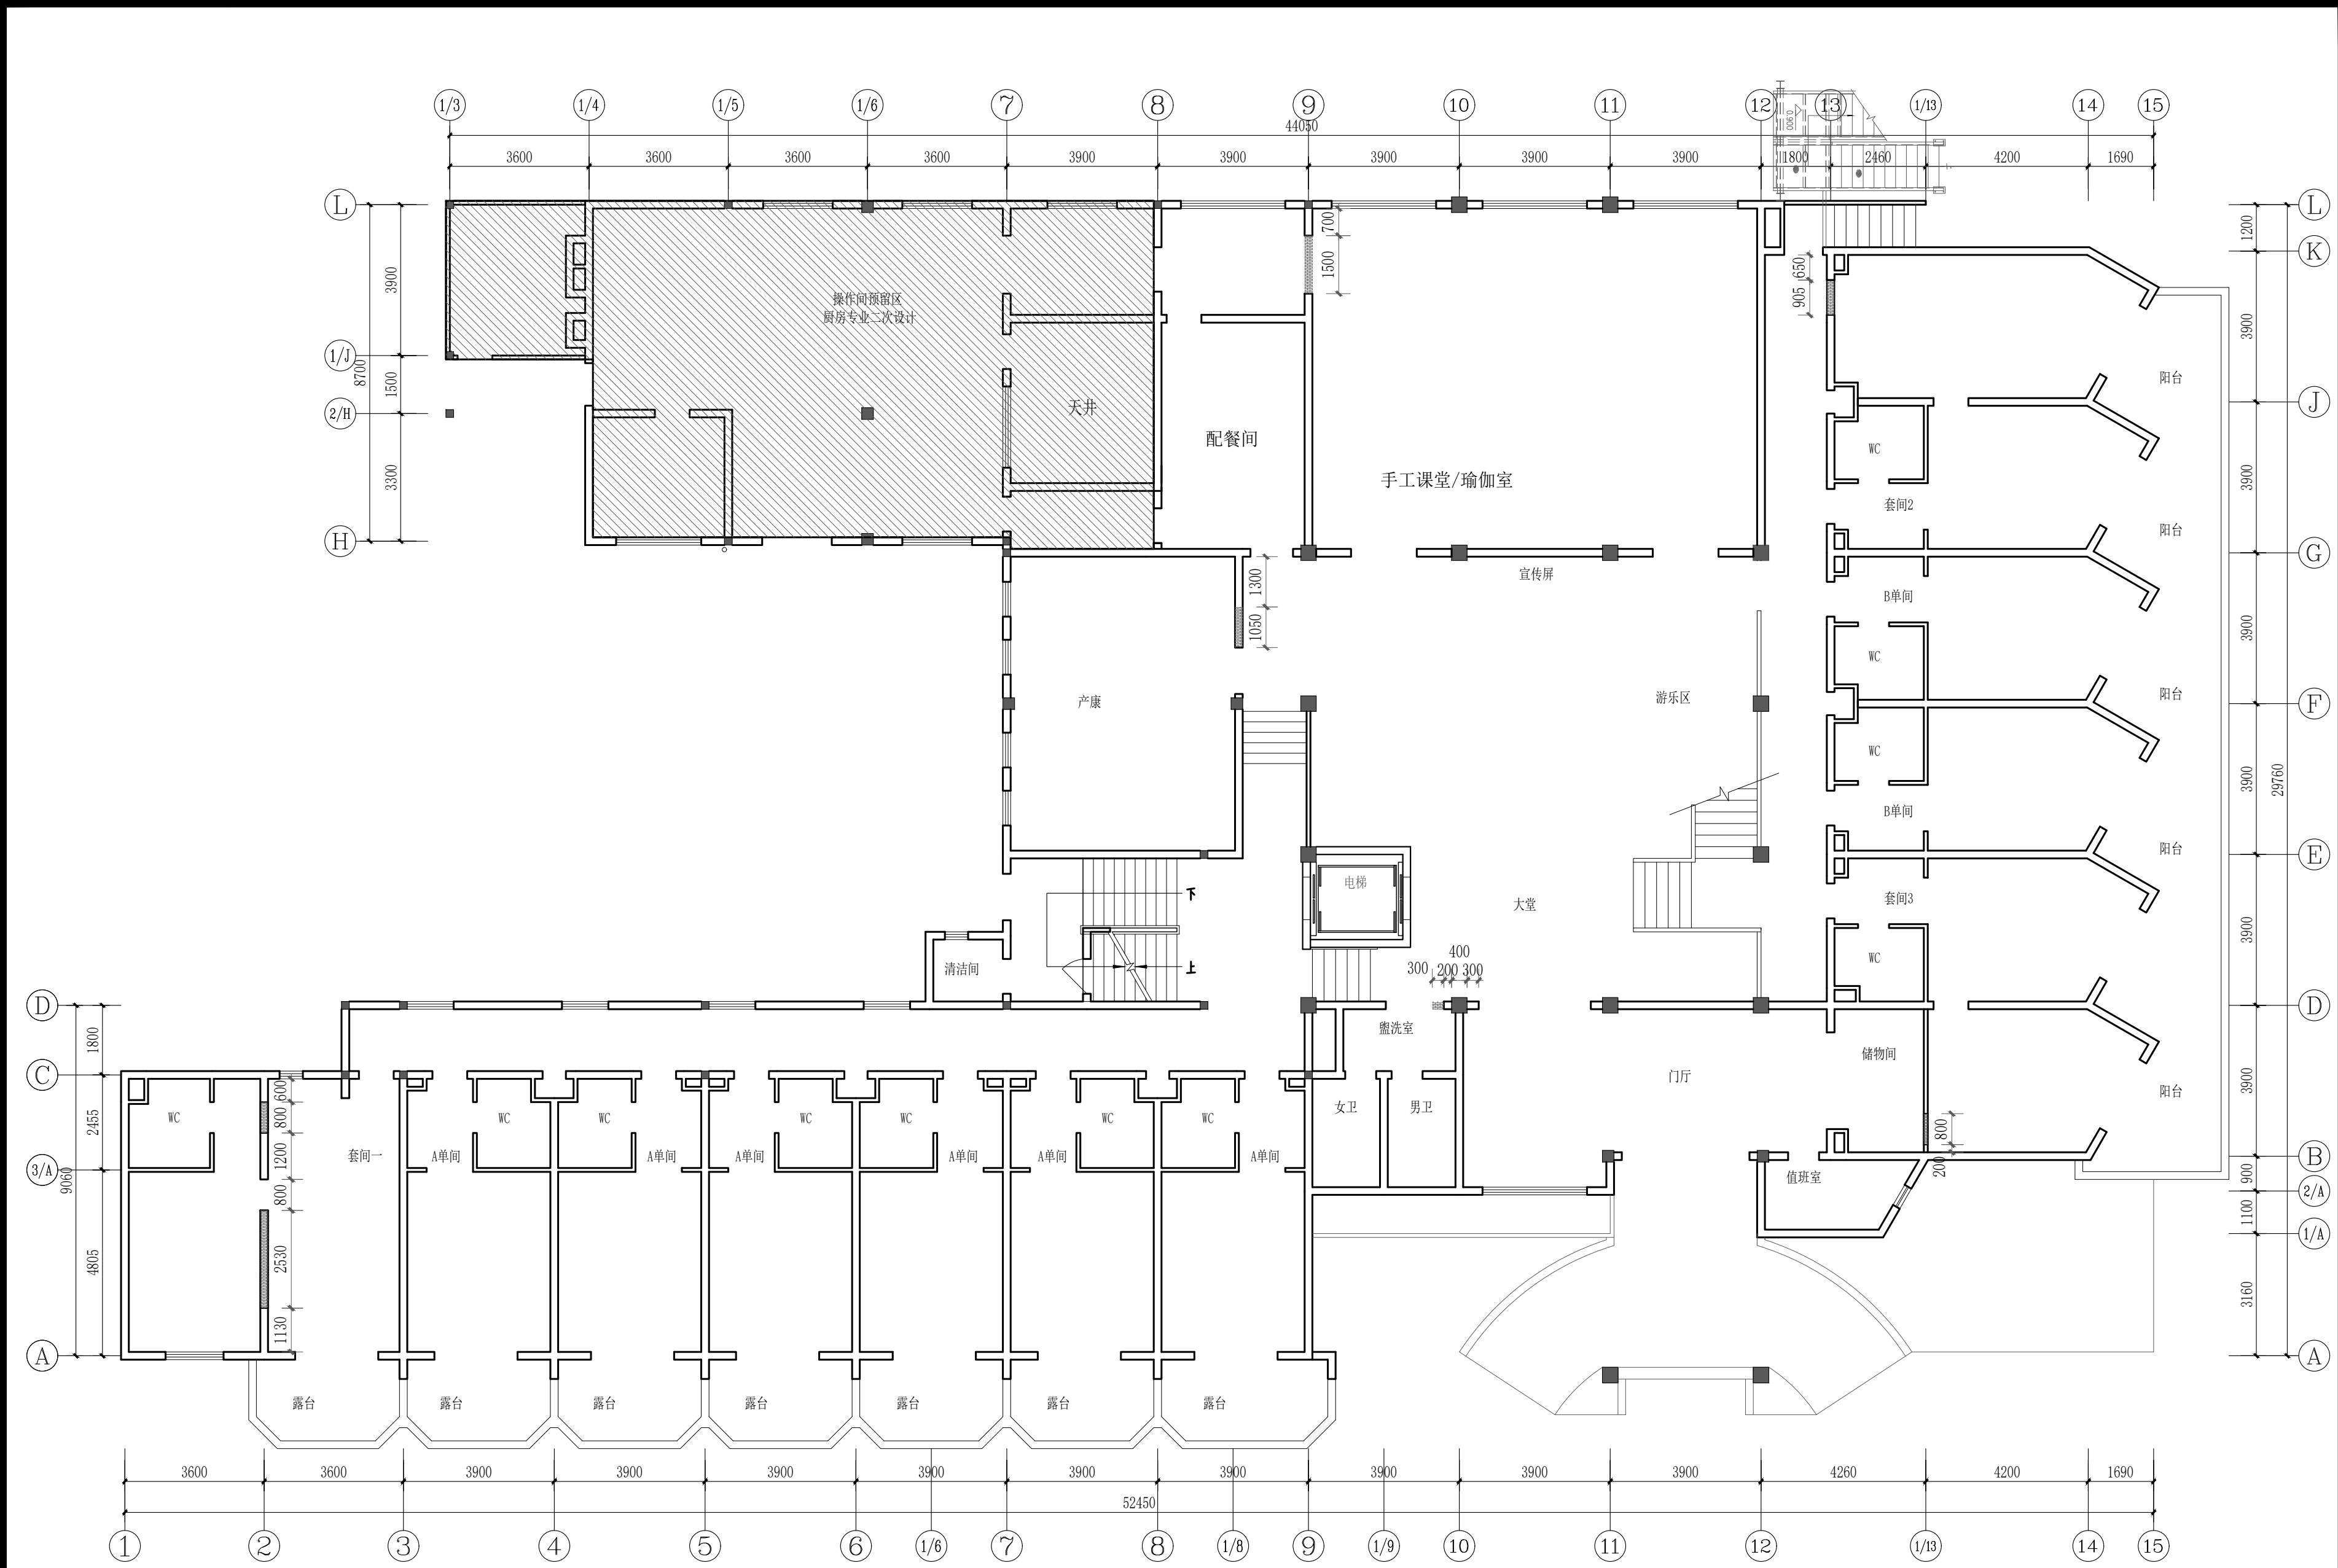 1/3 1/4 1/5 1/6 7 8 9 10 11 12 13 1/13 14 15
44050
3600 3600 3600 3600 3900 3900 3900 3900 3900 1800 2460 4200 1690
0.900
L
K
1/J
J
2/H
H
G
F
E
D
C
3/A
B
2/A
1/A
A
L
D
A
3900
1500
3300
8700
700
1500
650
905
1200
3900
3900
3900
3900
3900
3900
900
1100
3160
29760
操作间预留区
厨房专业二次设计
天井
配餐间
手工课堂/瑜伽室
阳台
WC
套间2
阳台
宣传屏
1300
1050
B单间
WC
产康
游乐区
阳台
WC
B单间
阳台
电梯
下
大堂
套间3
400
300 200 300
上
清洁间
WC
盥洗室
储物间
门厅
阳台
1800
2455
4805
9060
600
800
1200
800
2530
1130
WC
套间一
A单间
WC
WC
A单间
A单间
WC
WC
A单间
A单间
WC
WC
A单间
女卫
男卫
值班室
800
200
露台 露台 露台 露台 露台 露台 露台
3600 3600 3900 3900 3900 3900 3900 3900 3900 3900 3900 4260 4200 1690
52450
1 2 3 4 5 6 1/6 7 8 1/8 9 1/9 10 11 12 1/13 14 15